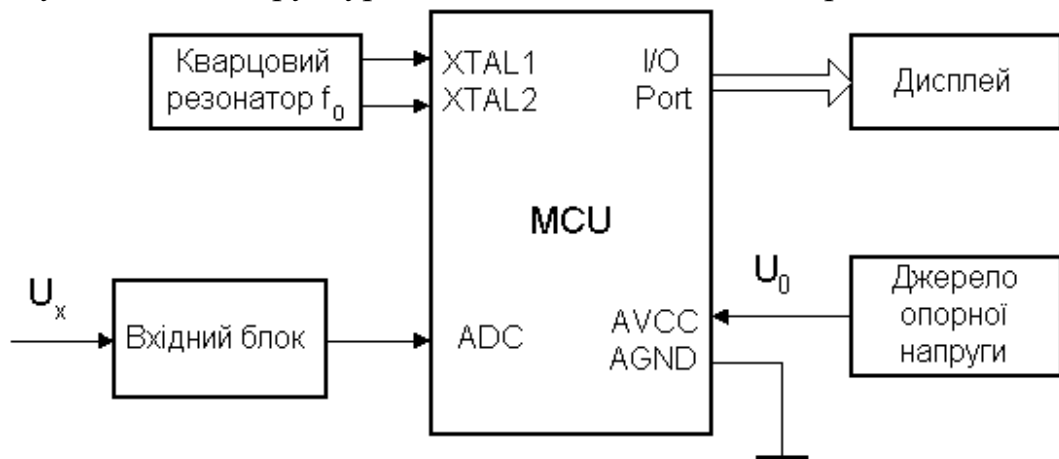 Кварцовий
резонатор f0
XTAL1
XTAL2
I/O
Port
Дисплей
MCU
Ux
Вхідний блок
ADC
AVCC
AGND
U0
Джерело
опорної
напруги